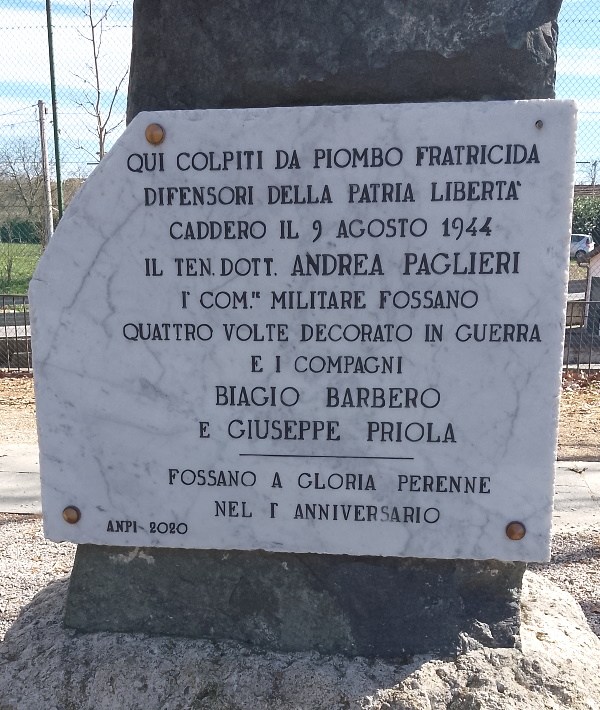 QUI COLPITI DA PIOMBO FRATRICIDA
DIFENSORI DELLA PATRIA LIBERTA'
CADDERO IL 9 AGOSTO 1944
IL TEN. DOTT. ANDREA PAGLIERI
I° COM.TE MILITARE FOSSANO
QUATTRO VOLTE DECORATO IN GUERRA
E I COMPAGNI
BIAGIO BARBERO
E GIUSEPPE PRIOLA
FOSSANO A GLORIA PERENNE
NEL I° ANNIVERSARIO
ANPI - 2020